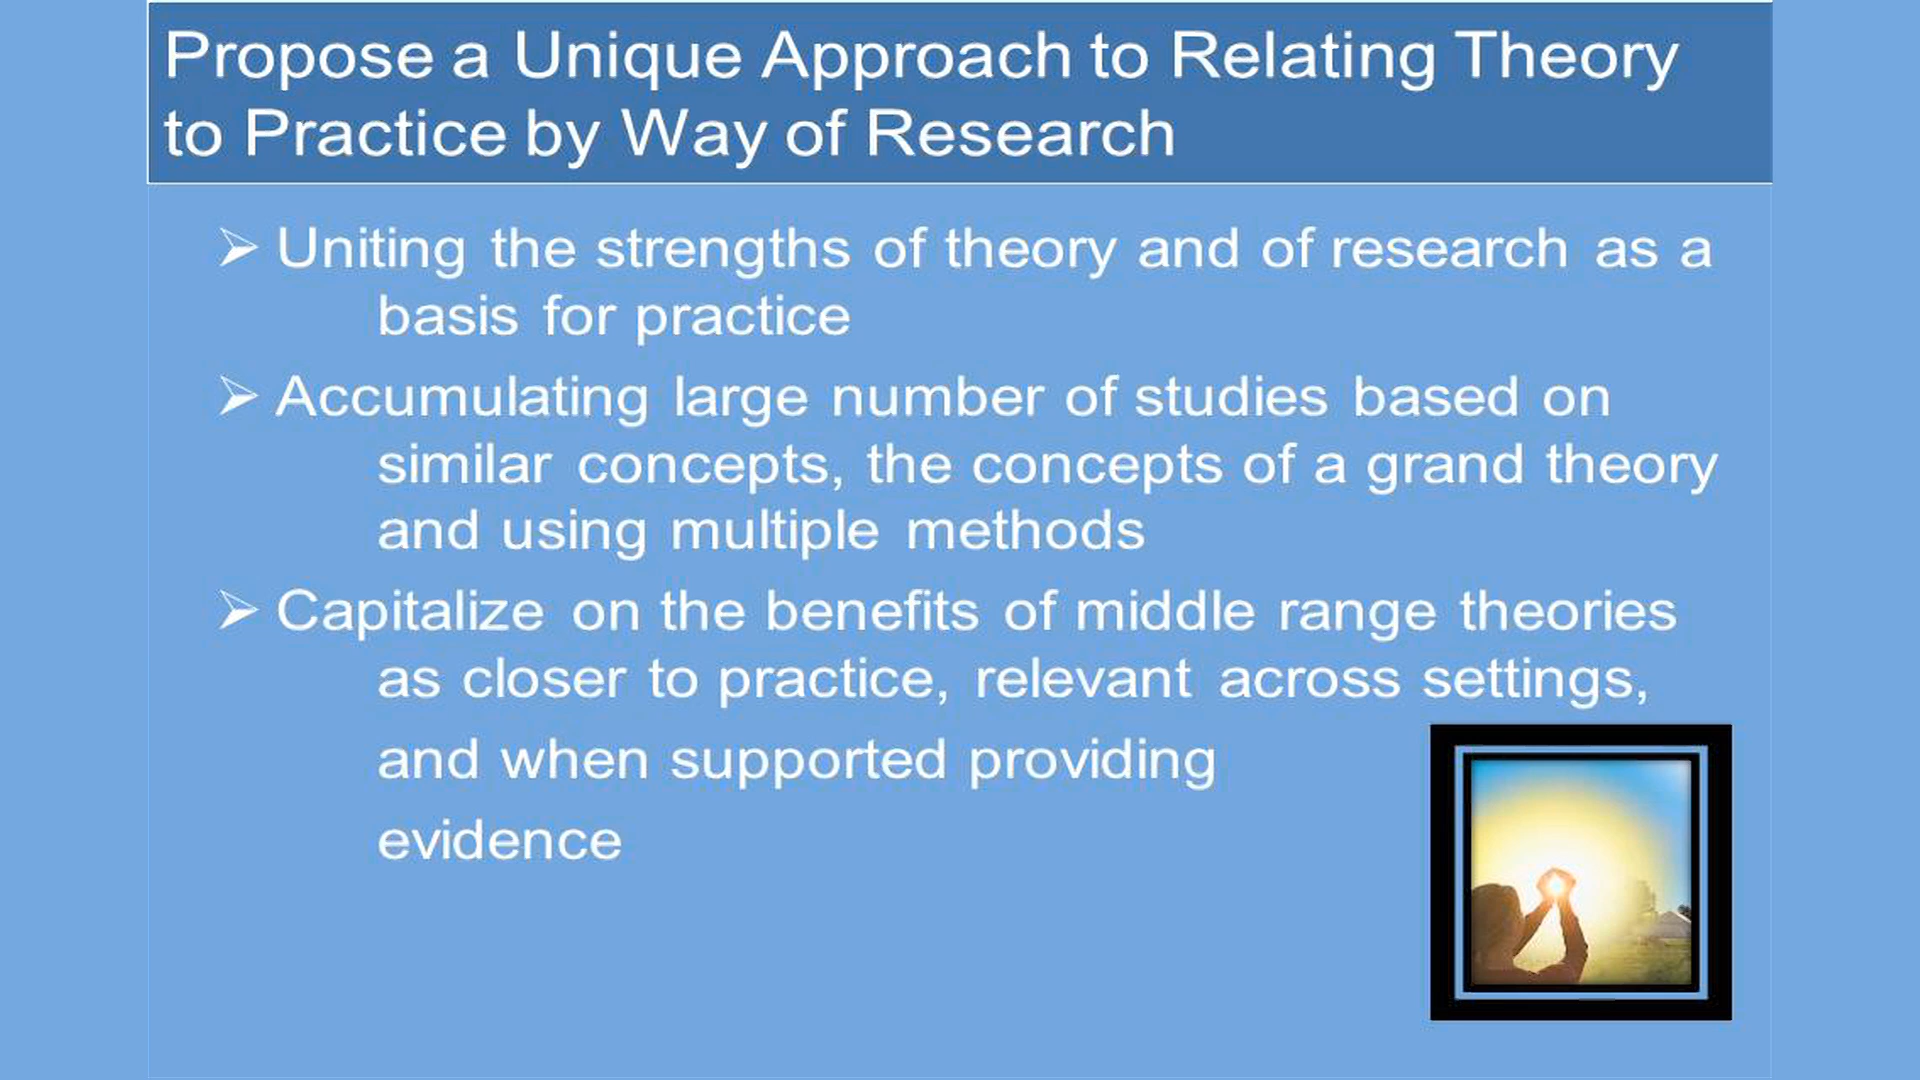 Propose a Unique Approach to Relating Theory
to Practice by Way of Research
Uniting the strengths of theory and of research as a
basis for practice
Accumulating large number of studies based on
similar concepts, the concepts of a grand theory
and using multiple methods
Capitalize on the benefits of middle range theories
as closer to practice, relevant across settings,
and when supported providing
evidence